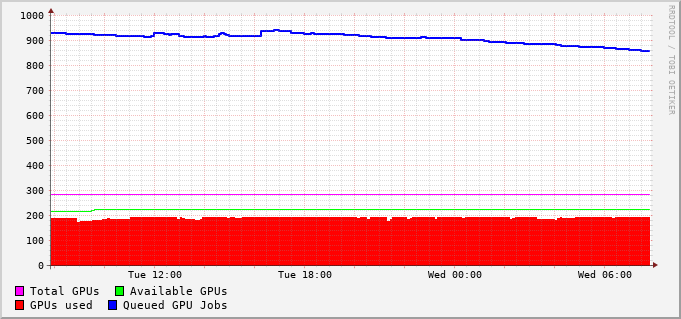 1000
900
800
700
600
500
400
300
200
100
0
Tue 12:00 Tue 18:00 Wed 00:00 Wed 06:00
Total GPUs Available GPUs
GPUs used Queued GPU Jobs
RRDTOOL / TOBI OETIKER